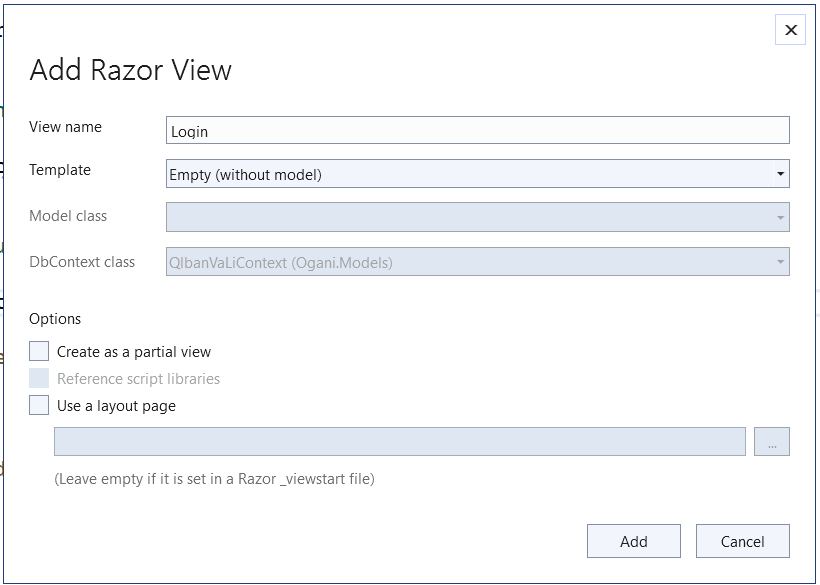 Add Razor View
View name
Login
Template
Empty (without model)
Model class
DbContext class
QlbanVaLiContext (Ogani.Models)
Options
Create as a partial view
Reference script libraries
Use a layout page
...
(Leave empty if it is set in a Razor _viewstart file)
Add
Cancel